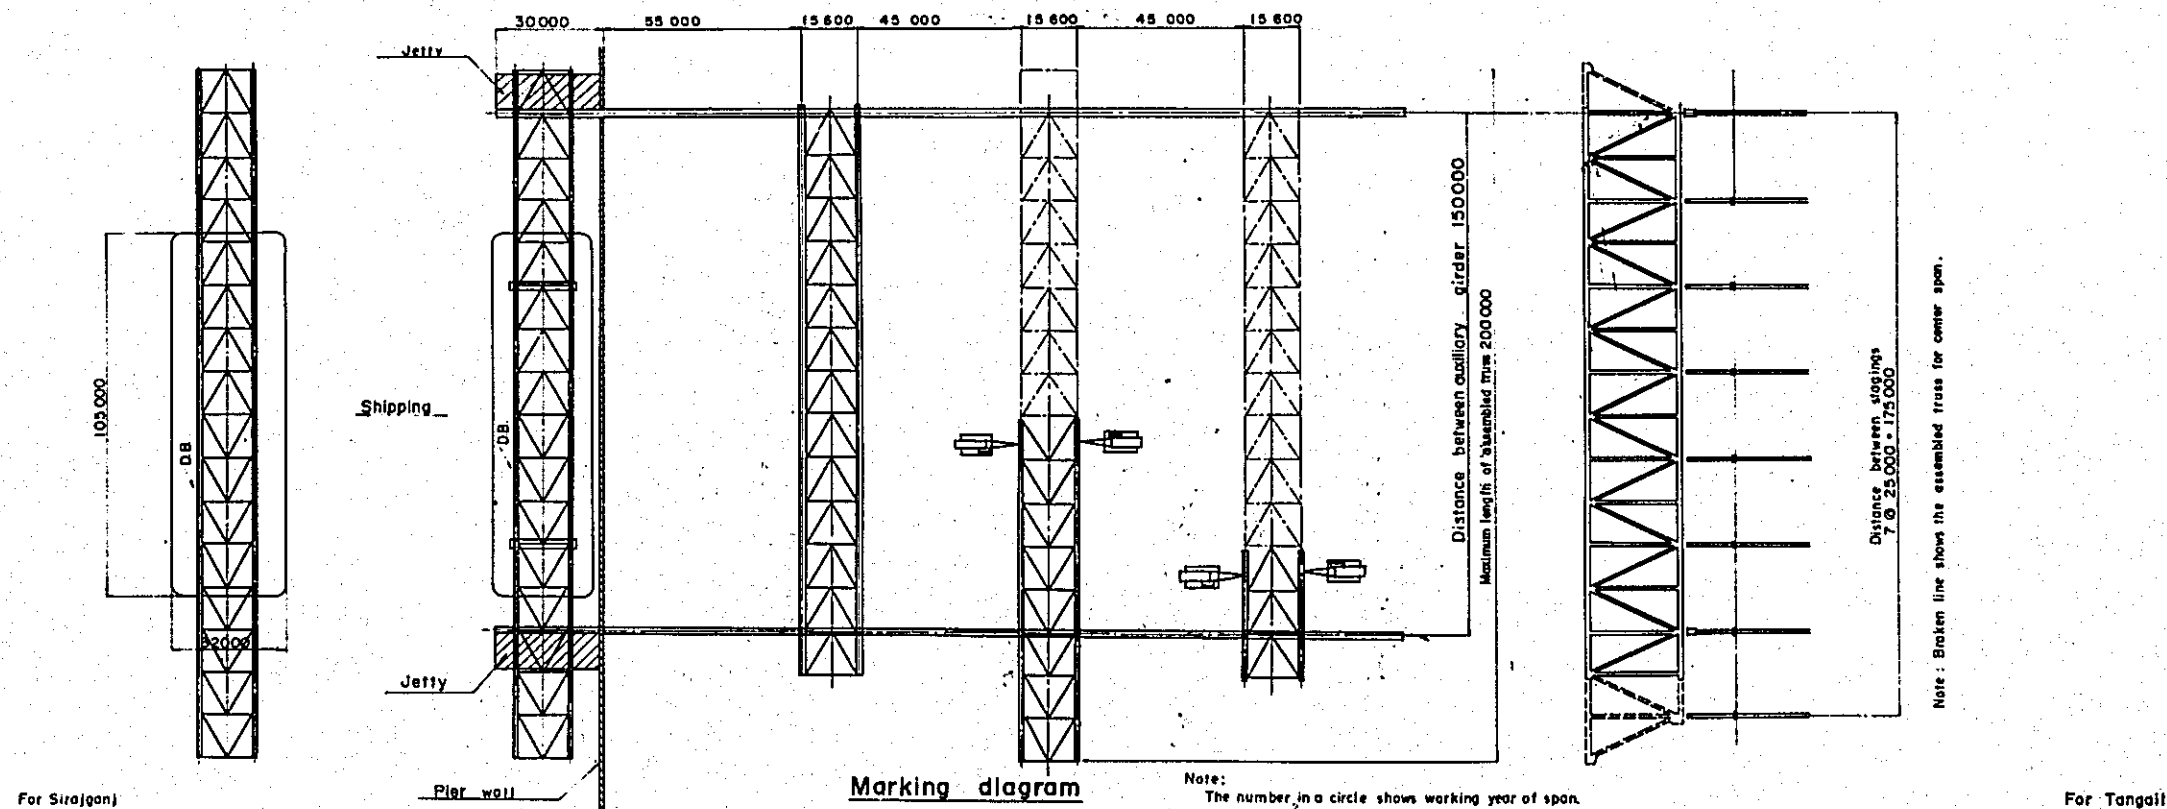 30000 55 000 15 600 45 000 15 600 45 000 15 600
Jetty
105000
D.B
32000
Shipping
D.B.
Jetty
Pier wall
Distance between auxiliary girder 150000
Maximum length of assembled truss 200000
Distance between stagings
7 @ 25 000 = 175 000
Note : Broken line shows the assembled truss for center span.
Marking diagram
Note:
The number in a circle shows working year of span.
For Sirajganj
For Tangail